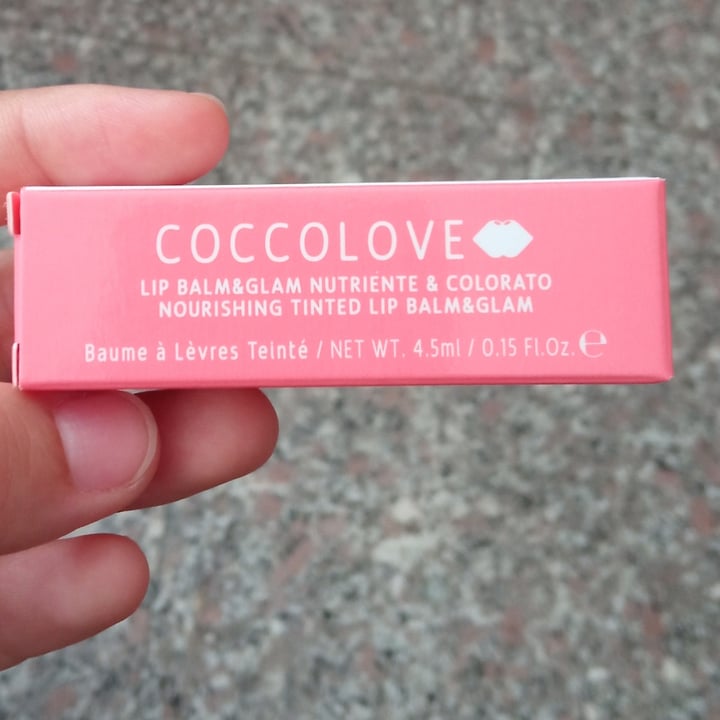 COCCOLOVE
LIP BALM&GLAM NUTRIENTE & COLORATO
NOURISHING TINTED LIP BALM&GLAM
Baume à Lèvres Teinté / NET WT. 4.5ml / 0.15 Fl.Oz. ℮